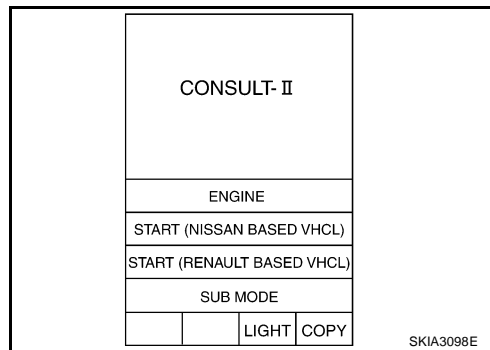 CONSULT-II
ENGINE
START (NISSAN BASED VHCL)
START (RENAULT BASED VHCL)
SUB MODE
LIGHT COPY
SKIA3098E